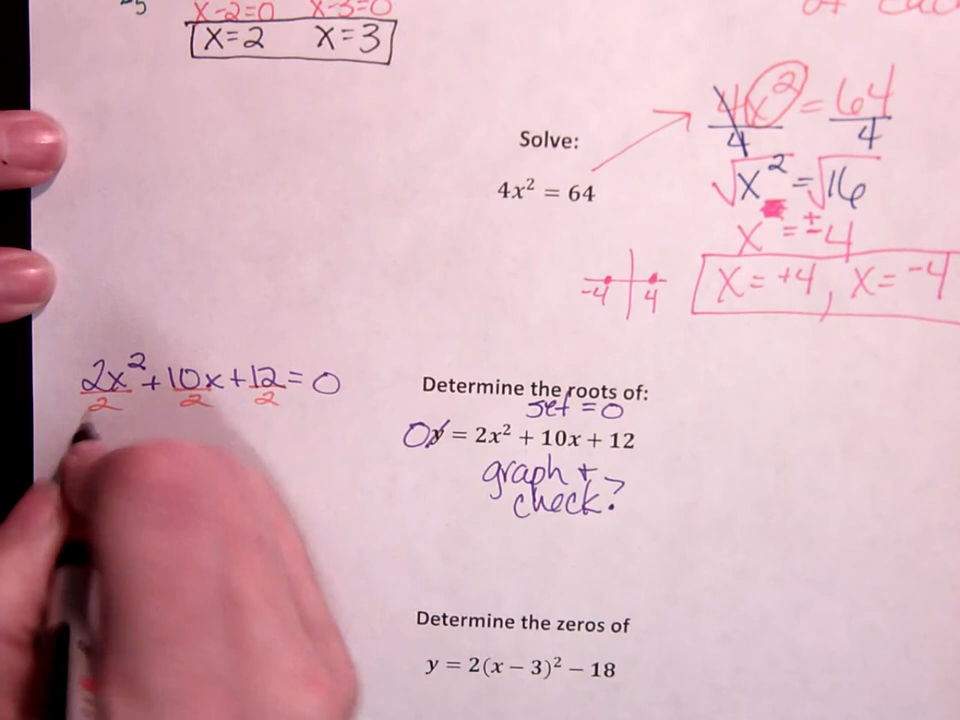 x-2=0 x-3=0
x=2 x=3
Solve:
4x² = 64
4x² = 64
4 4
√x² = √16
x = ±4
-4 4
x = +4, x = -4
2x² + 10x + 12 = 0
2 2 2
Determine the roots of:
set = 0
0 y = 2x² + 10x + 12
graph +
check?
Determine the zeros of
y = 2(x − 3)² − 18